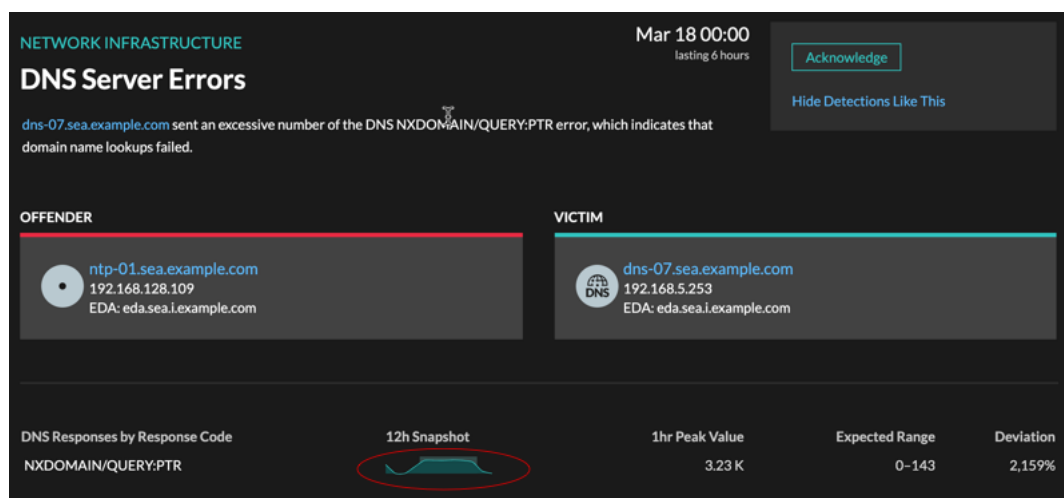 NETWORK INFRASTRUCTURE
DNS Server Errors
dns-07.sea.example.com sent an excessive number of the DNS NXDOMAIN/QUERY:PTR error, which indicates that
domain name lookups failed.
Mar 18 00:00
lasting 6 hours
Acknowledge
Hide Detections Like This
OFFENDER
ntp-01.sea.example.com
192.168.128.109
EDA: eda.sea.i.example.com
VICTIM
DNS
dns-07.sea.example.com
192.168.5.253
EDA: eda.sea.i.example.com
DNS Responses by Response Code 12h Snapshot 1hr Peak Value Expected Range Deviation
NXDOMAIN/QUERY:PTR 3.23 K 0–143 2,159%